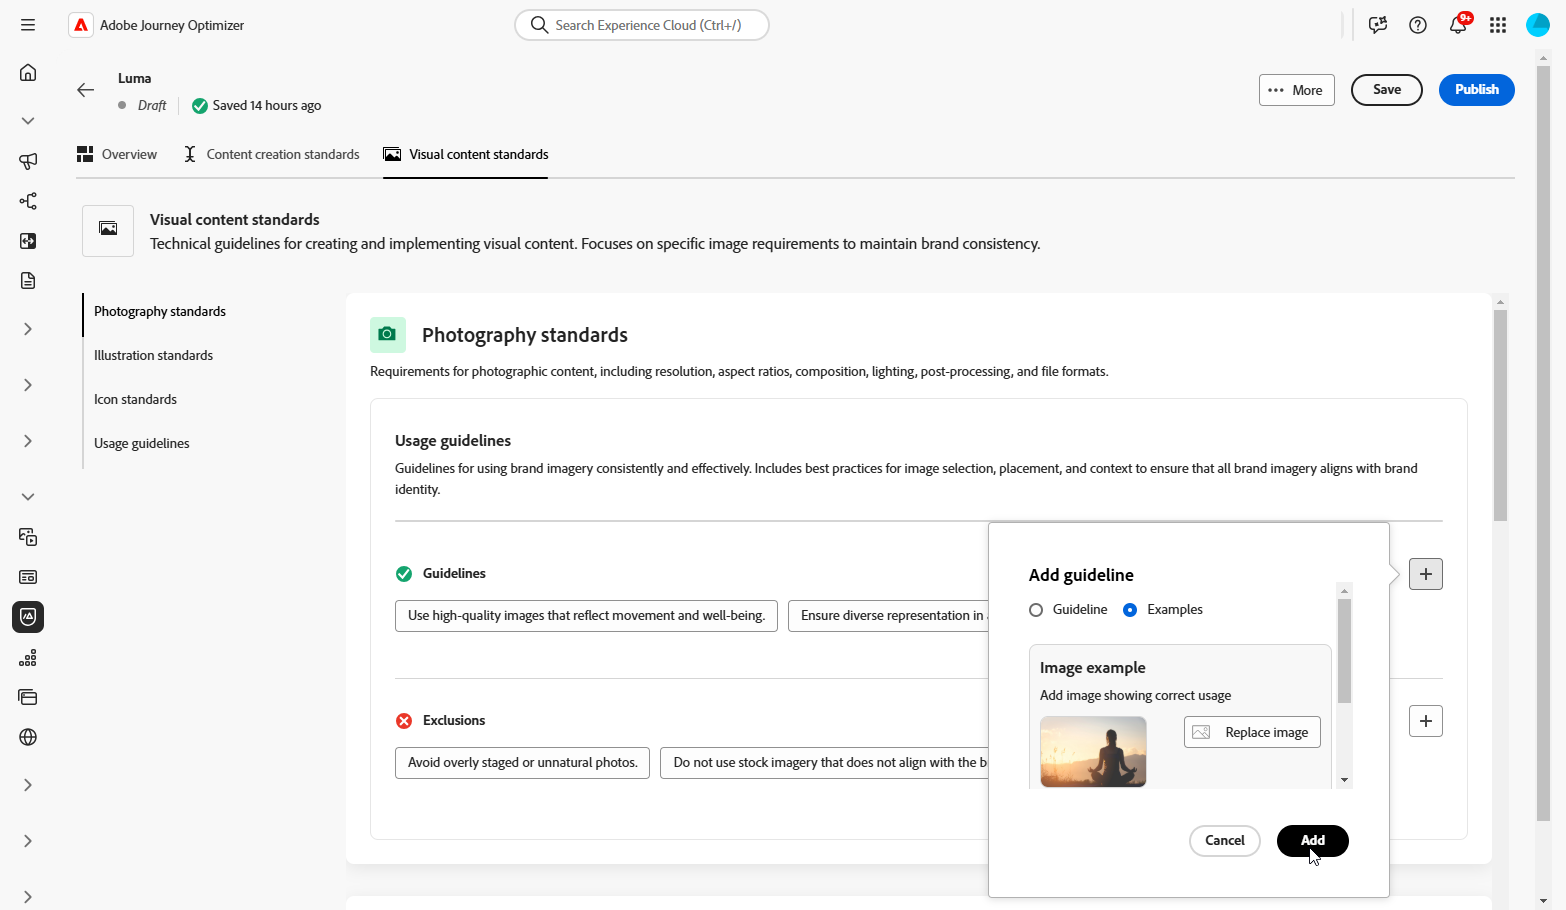 Adobe Journey Optimizer
Search Experience Cloud (Ctrl+/)
9+
Luma
Draft
Saved 14 hours ago
More
Save
Publish
Overview
Content creation standards
Visual content standards
Visual content standards
Technical guidelines for creating and implementing visual content. Focuses on specific image requirements to maintain brand consistency.
Photography standards
Illustration standards
Icon standards
Usage guidelines
Photography standards
Requirements for photographic content, including resolution, aspect ratios, composition, lighting, post-processing, and file formats.
Usage guidelines
Guidelines for using brand imagery consistently and effectively. Includes best practices for image selection, placement, and context to ensure that all brand imagery aligns with brand
identity.
Guidelines
Use high-quality images that reflect movement and well-being.
Ensure diverse representation in
Exclusions
Avoid overly staged or unnatural photos.
Do not use stock imagery that does not align with the
Add guideline
Guideline
Examples
Image example
Add image showing correct usage
Replace image
Cancel
Add